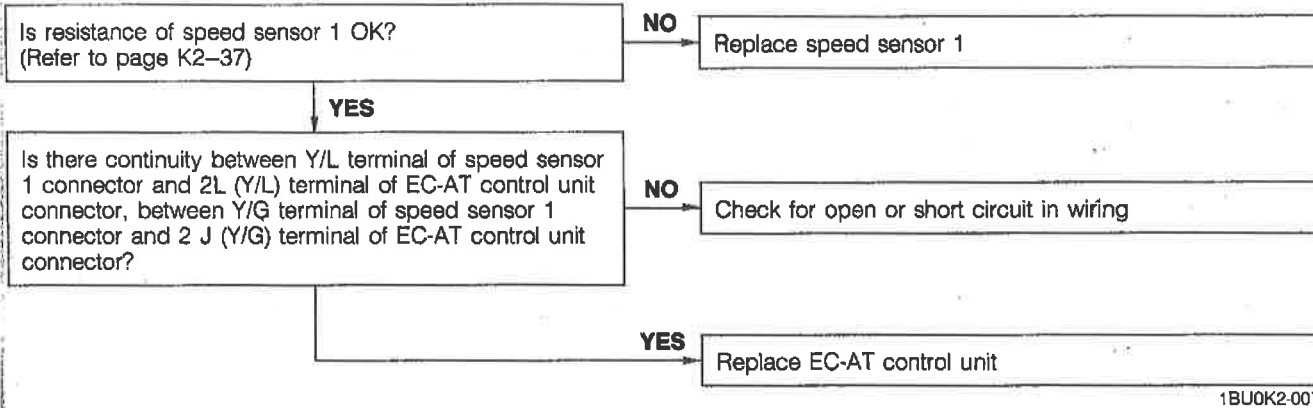 Is resistance of speed sensor 1 OK?
(Refer to page K2–37)
NO
Replace speed sensor 1
YES
Is there continuity between Y/L terminal of speed sensor
1 connector and 2L (Y/L) terminal of EC-AT control unit
connector, between Y/G terminal of speed sensor 1
connector and 2 J (Y/G) terminal of EC-AT control unit
connector?
NO
Check for open or short circuit in wiring
YES
Replace EC-AT control unit
1BU0K2-007